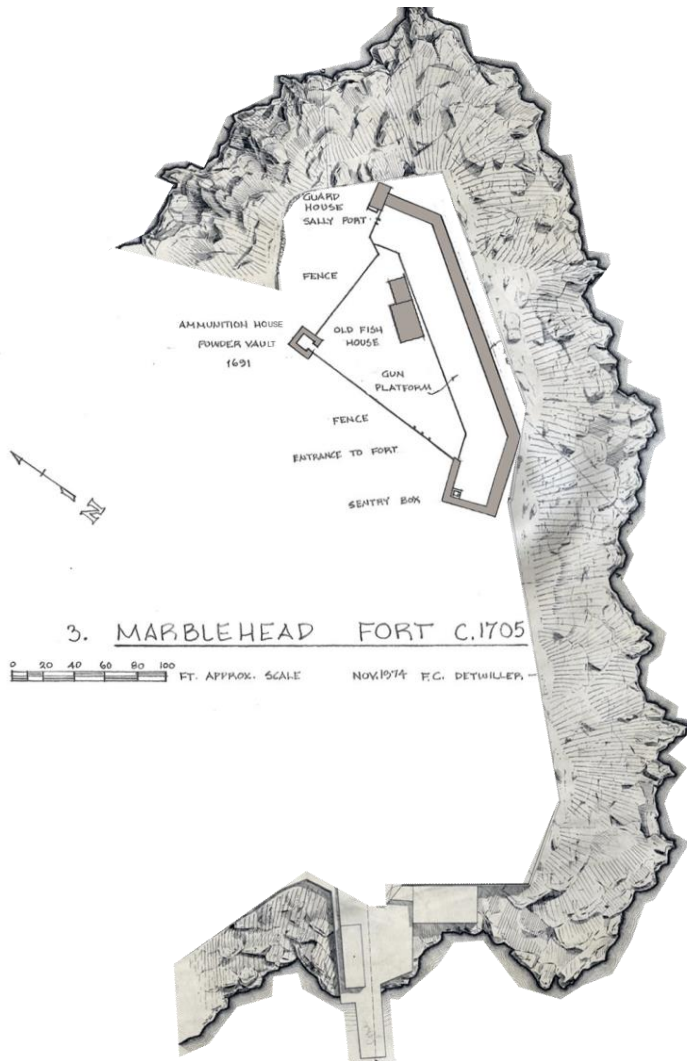 GUARD
HOUSE
SALLY PORT
FENCE
AMMUNITION HOUSE
POWDER VAULT
1691
OLD FISH
HOUSE
GUN
PLATFORM
FENCE
ENTRANCE TO FORT
SENTRY BOX
N
3. MARBLEHEAD FORT C.1705
0 20 40 60 80 100
FT. APPROX. SCALE NOV.1974 F.C. DETWILLER